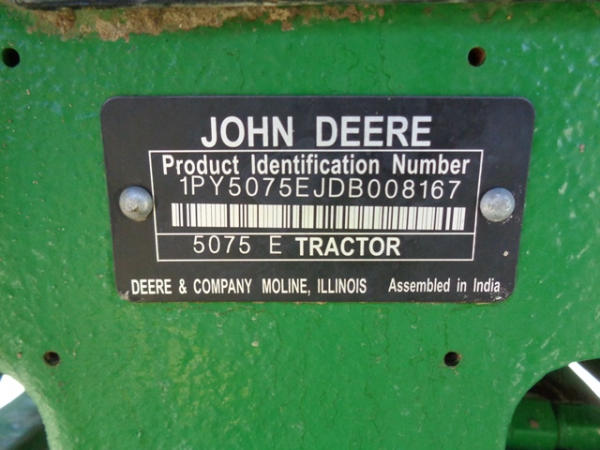 JOHN DEERE
Product Identification Number
1PY5075EJDB008167
5075 E TRACTOR
DEERE & COMPANY MOLINE, ILLINOIS Assembled in India